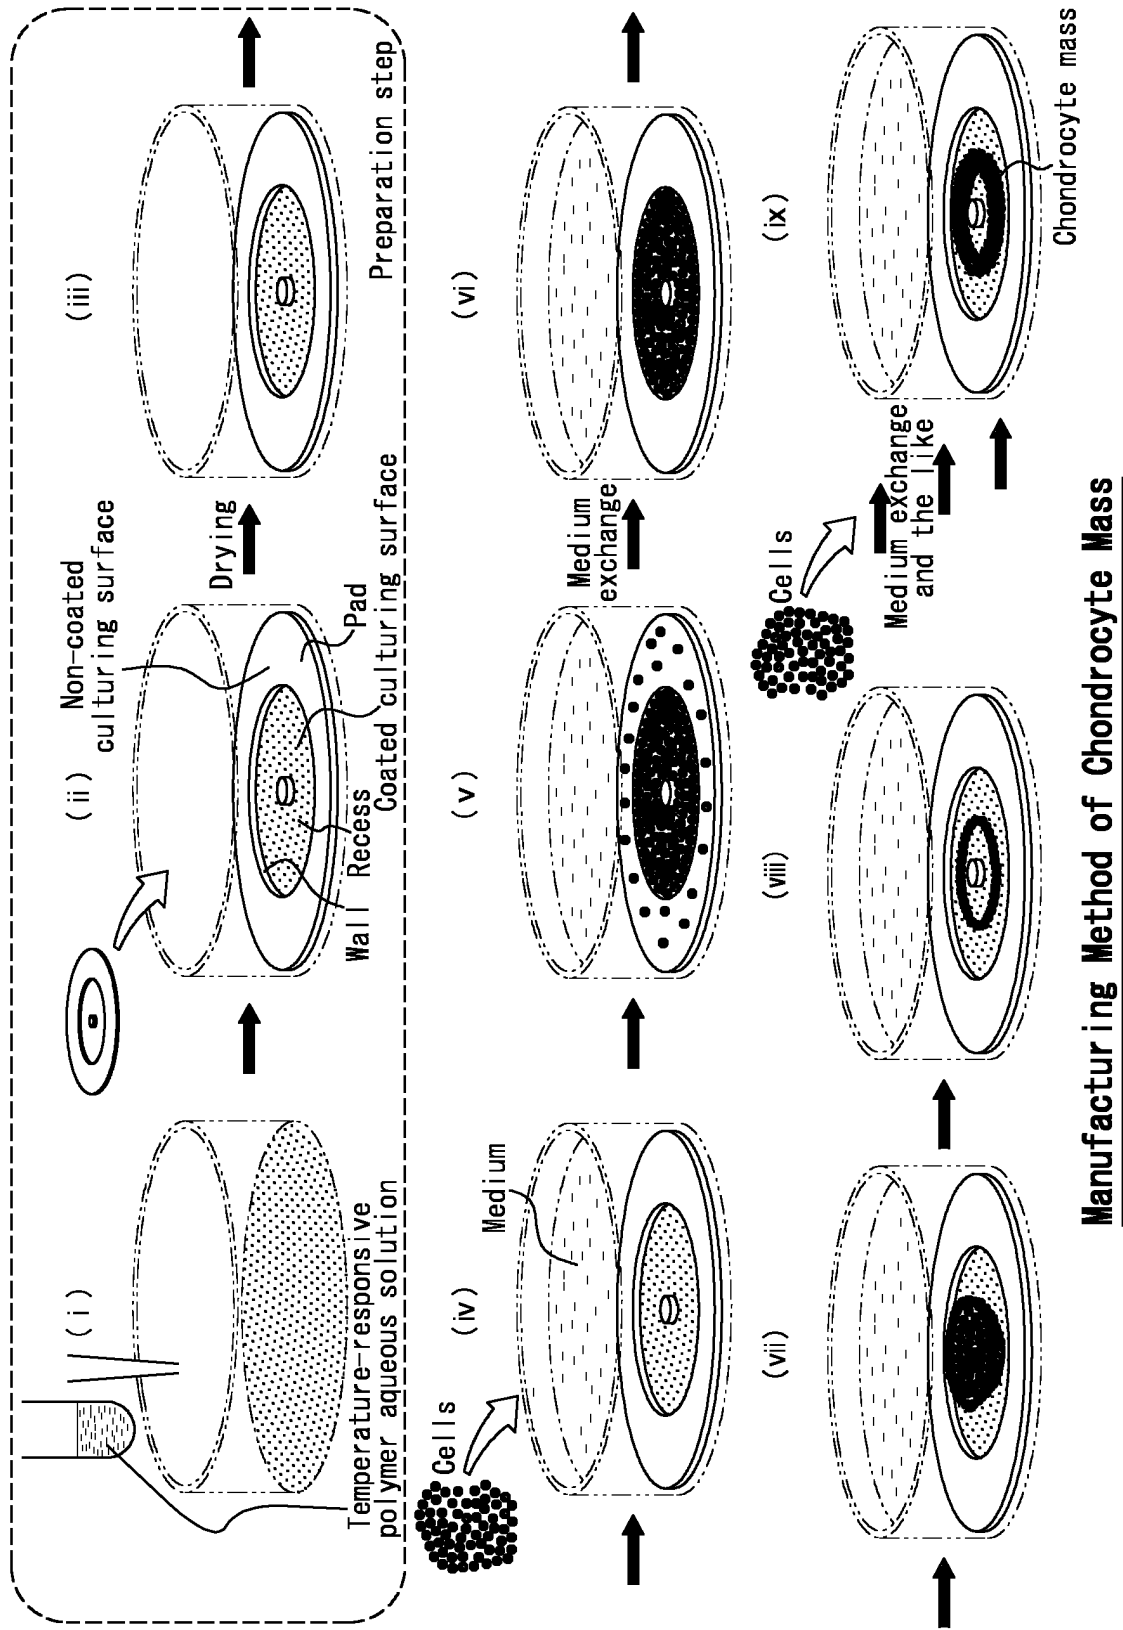 (i)
Temperature-responsive
polymer aqueous solution
(ii)
Non-coated
culturing surface
Wall
Recess
Pad
Coated culturing surface
Drying
(iii)
Preparation step
Cells
(iv)
Medium
(v)
Medium
exchange
(vi)
(vii)
(viii)
Cells
Medium exchange
and the like
(ix)
Chondrocyte mass
Manufacturing Method of Chondrocyte Mass